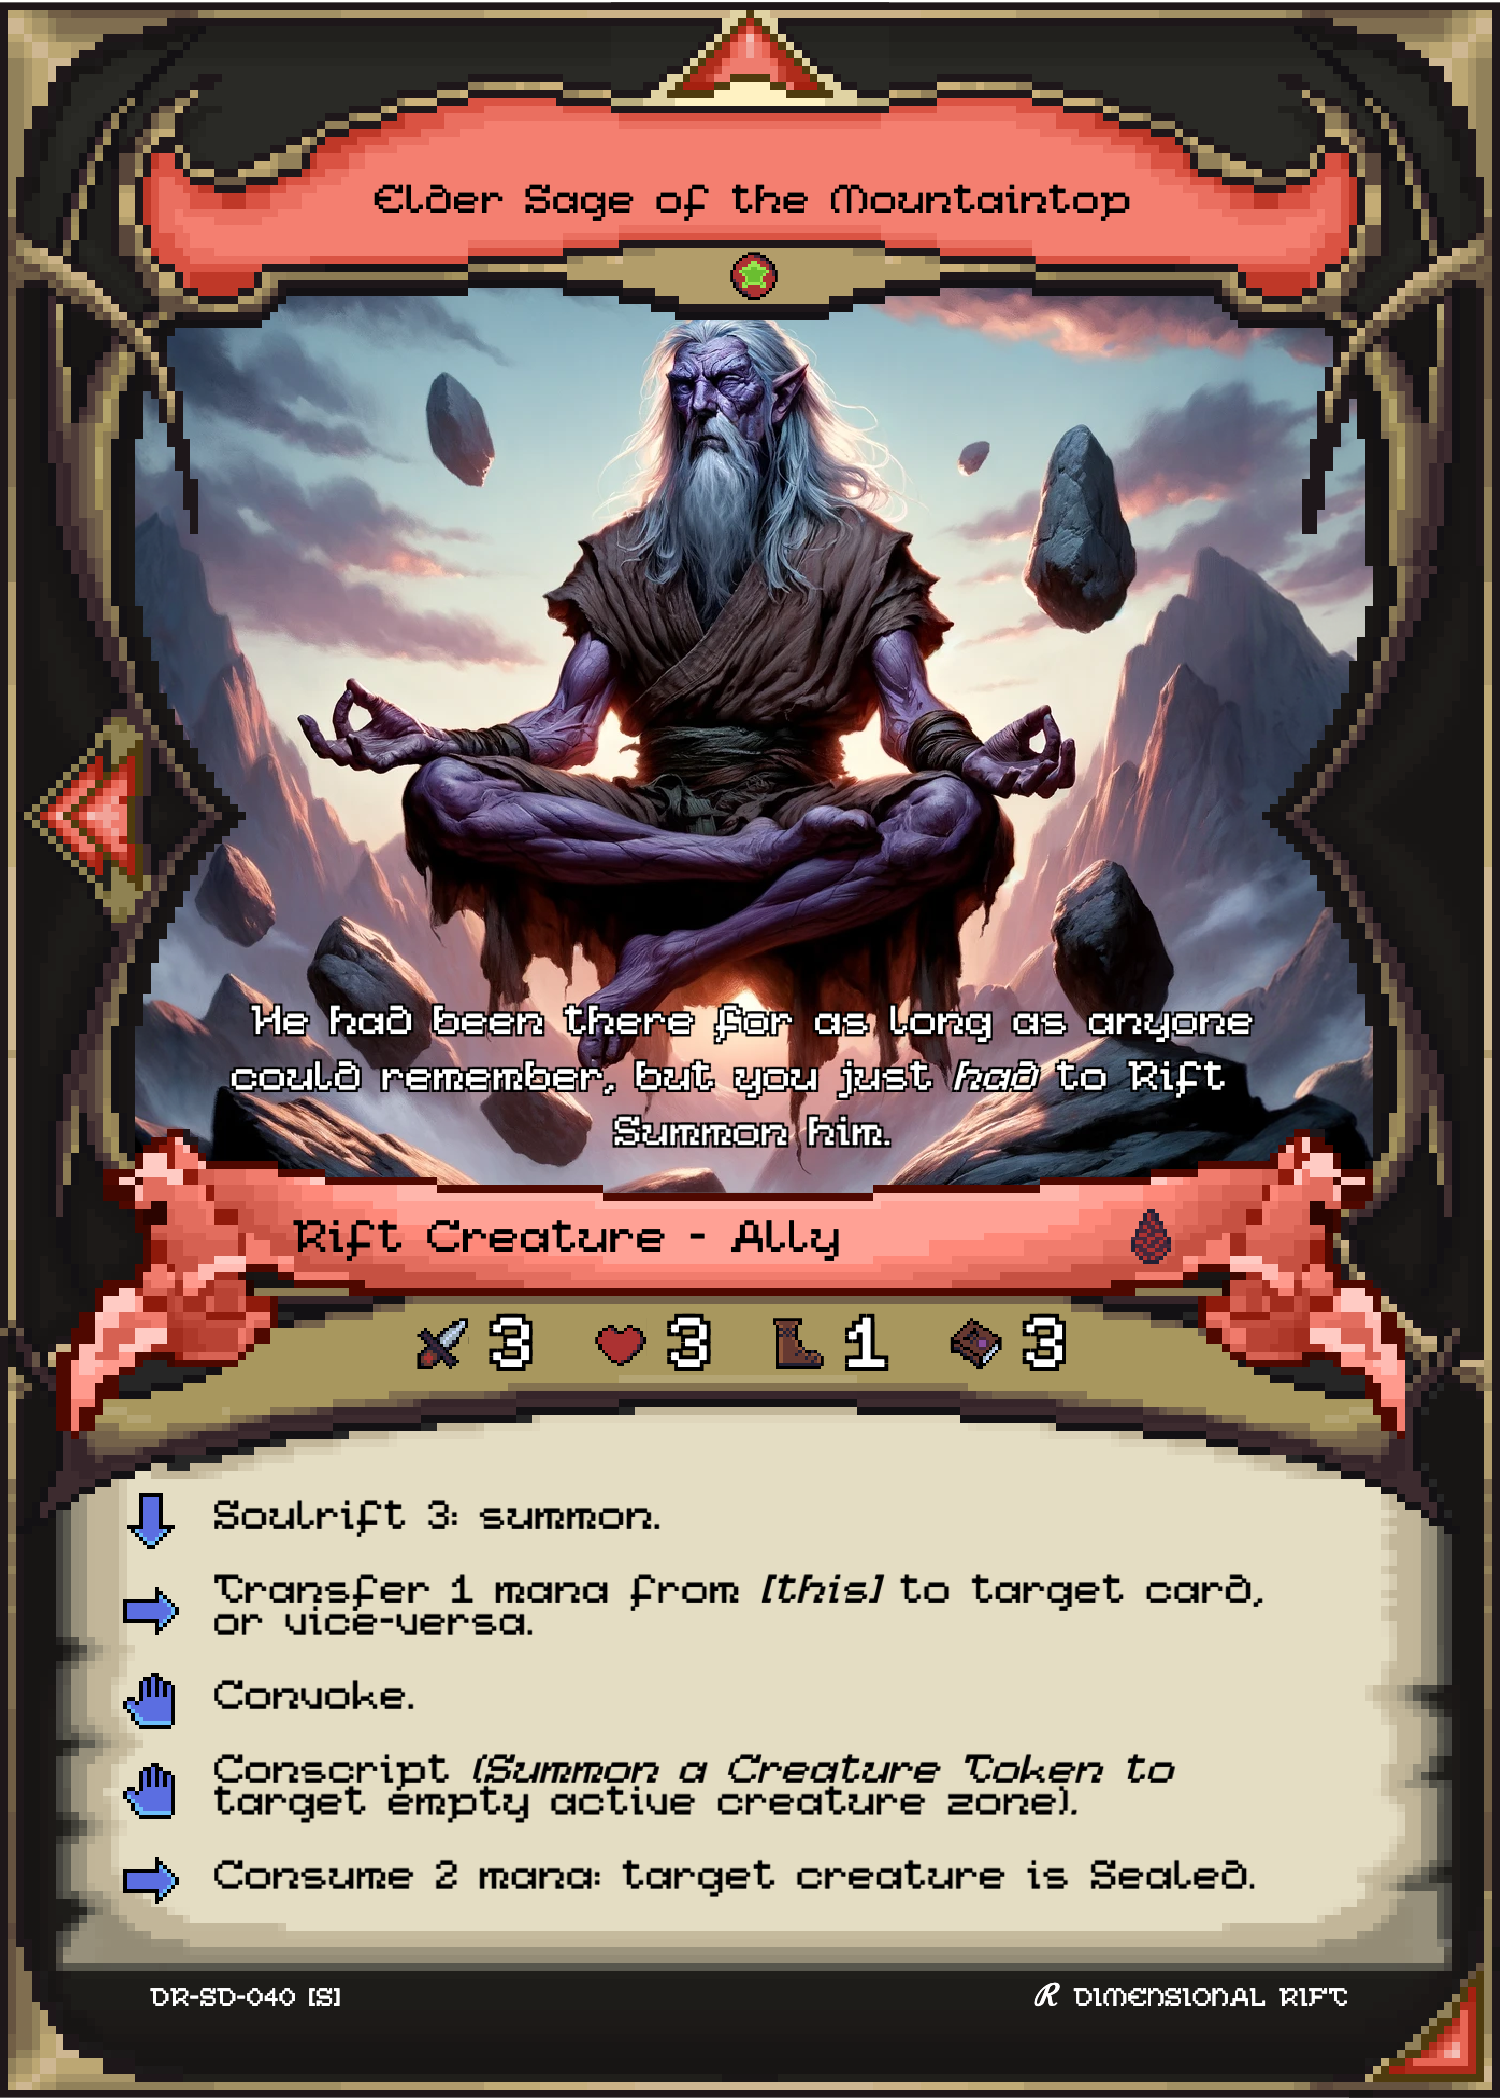 Elder Sage of the Mountaintop
He had been there for as long as anyone
could remember, but you just had to Rift
Summon him.
Rift Creature - Ally
3 3 1 3
Soulrift 3: summon.
Transfer 1 mana from [this] to target card,
or vice-versa.
Convoke.
Conscript (Summon a Creature Token to
target empty active creature zone).
Consume 2 mana: target creature is Sealed.
DR-SD-040 [S]
R DIMENSIONAL RIFT